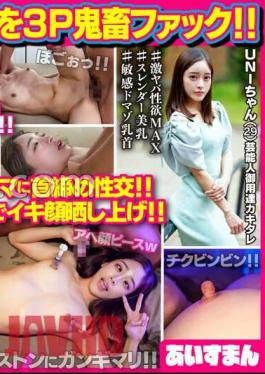 を3P鬼畜ファック!!
ぽごぉっ!!
UNIちゃん(29)芸能人御用達カキタレ
#激ヤバ性欲MAX
#スレンダー美乳
#敏感ドマゾ乳首
!!
の性交!!
イキ顔晒し上げ!!
アヘ顔ピースw
チクビンビン!!
ストンにガンギマリ!!
あいずまん